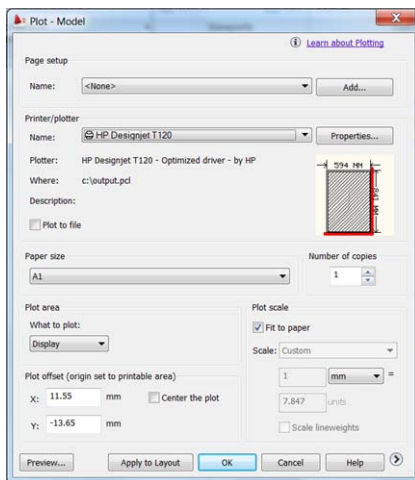 Plot - Model
Learn about Plotting
Page setup
Name: <None> Add...
Printer/plotter
Name: HP Designjet T120 Properties...
Plotter: HP Designjet T120 - Optimized driver - by HP
Where: c:\output.pcl
Description:
Plot to file
594 MM
841 MM
Paper size
A1
Number of copies
1
Plot area
What to plot:
Display
Plot offset (origin set to printable area)
X: 11.55 mm Center the plot
Y: -13.65 mm
Plot scale
Fit to paper
Scale: Custom
1 mm =
7.847 units
Scale lineweights
Preview... Apply to Layout OK Cancel Help